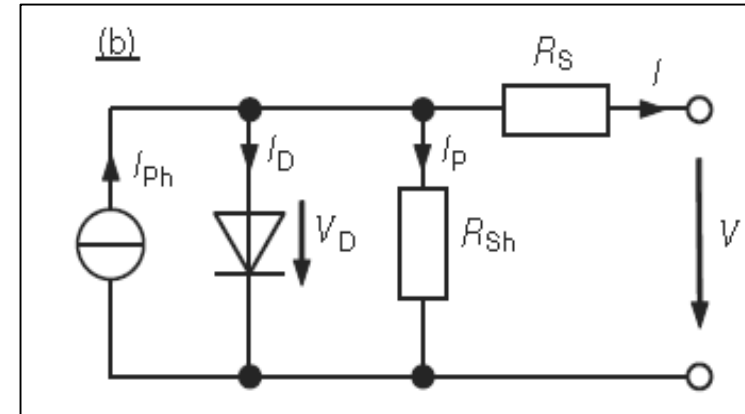 (b)
R_S
I
I_Ph
I_D
I_P
V_D
R_Sh
V